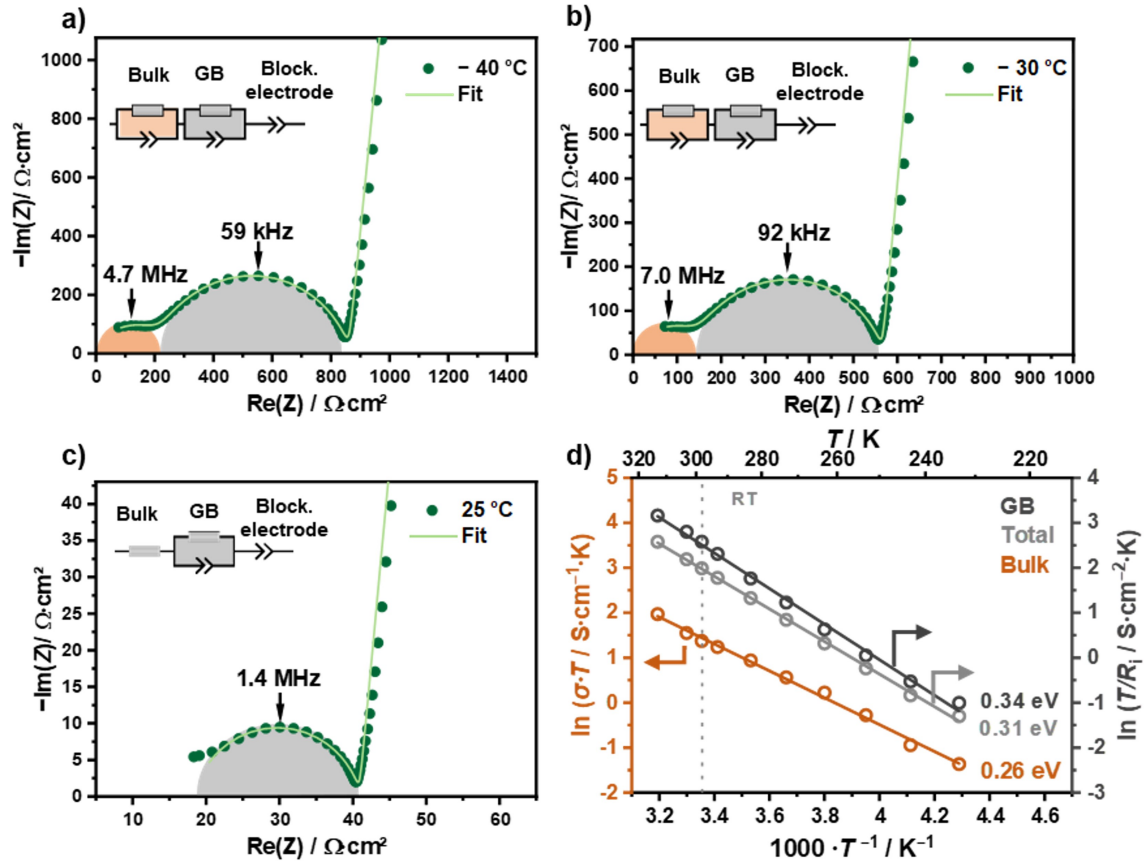 a)
1000
800
600
400
200
0
−Im(Z)/ Ω·cm²
Bulk GB Block. electrode
− 40 °C
Fit
59 kHz
4.7 MHz
0 200 400 600 800 1000 1200 1400
Re(Z) / Ω·cm²
b)
700
600
500
400
300
200
100
0
−Im(Z)/ Ω·cm²
Bulk GB Block. electrode
− 30 °C
Fit
92 kHz
7.0 MHz
0 100 200 300 400 500 600 700 800 900 1000
Re(Z) / Ω·cm²
c)
40
35
30
25
20
15
10
5
0
−Im(Z)/ Ω·cm²
Bulk GB Block. electrode
25 °C
Fit
1.4 MHz
0 20 40 60
Re(Z) / Ω·cm²
d)
T / K
320 300 280 260 240 220
5
4
3
2
1
0
-1
-2
ln (σ·T / S·cm⁻¹·K)
RT
GB
Total
Bulk
0.34 eV
0.31 eV
0.26 eV
4
3
2
1
0
-1
-2
-3
ln (T/Rᵢ / S·cm⁻²·K)
3.2 3.4 3.6 3.8 4 4.2 4.4 4.6
1000 ·T⁻¹ / K⁻¹